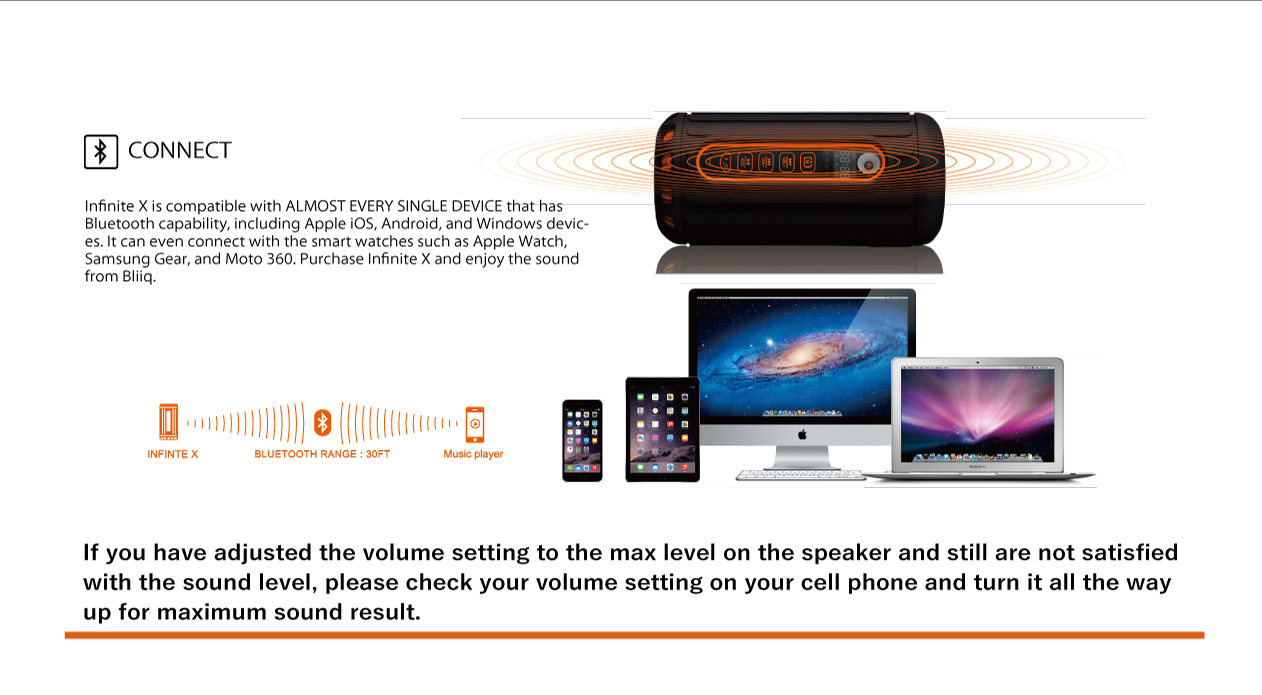 CONNECT
Infinite X is compatible with ALMOST EVERY SINGLE DEVICE that has
Bluetooth capability, including Apple iOS, Android, and Windows devic-
es. It can even connect with the smart watches such as Apple Watch,
Samsung Gear, and Moto 360. Purchase Infinite X and enjoy the sound
from Bliiq.
INFINTE X
BLUETOOTH RANGE : 30FT
Music player
If you have adjusted the volume setting to the max level on the speaker and still are not satisfied
with the sound level, please check your volume setting on your cell phone and turn it all the way
up for maximum sound result.